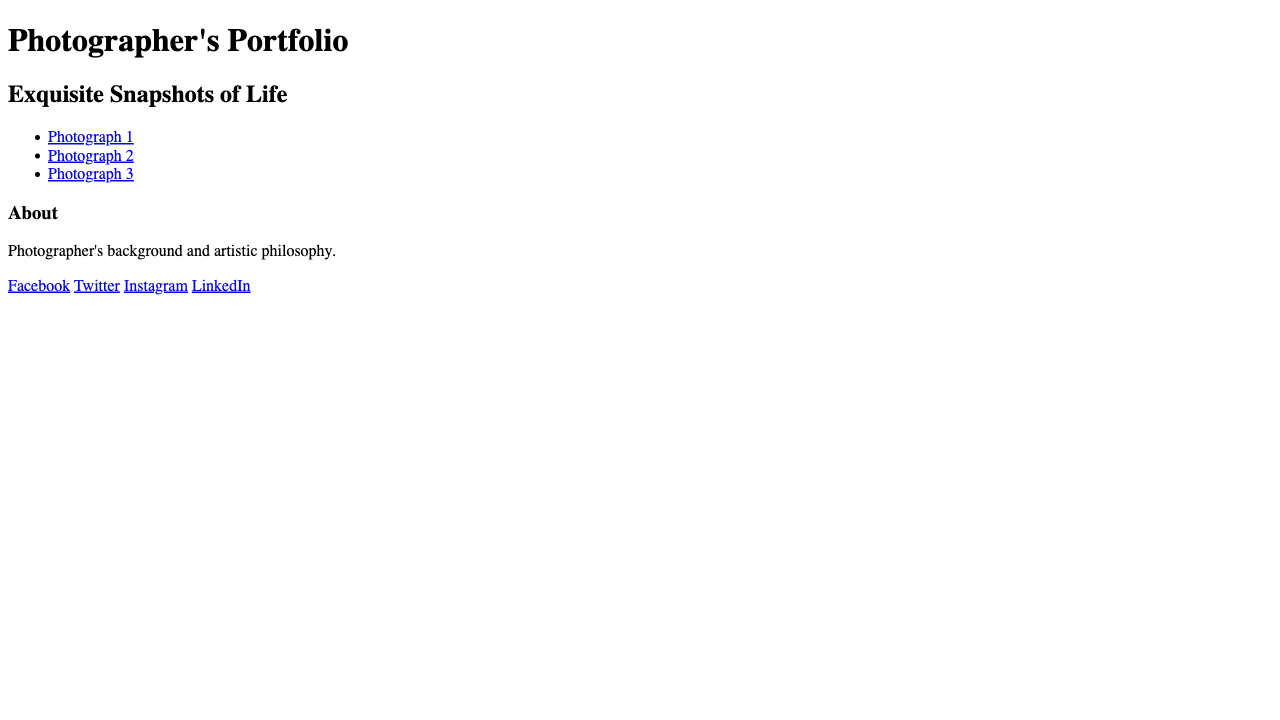 Photographer's Portfolio
Exquisite Snapshots of Life
Photograph 1
Photograph 2
Photograph 3
About
Photographer's background and artistic philosophy.
Facebook Twitter Instagram LinkedIn